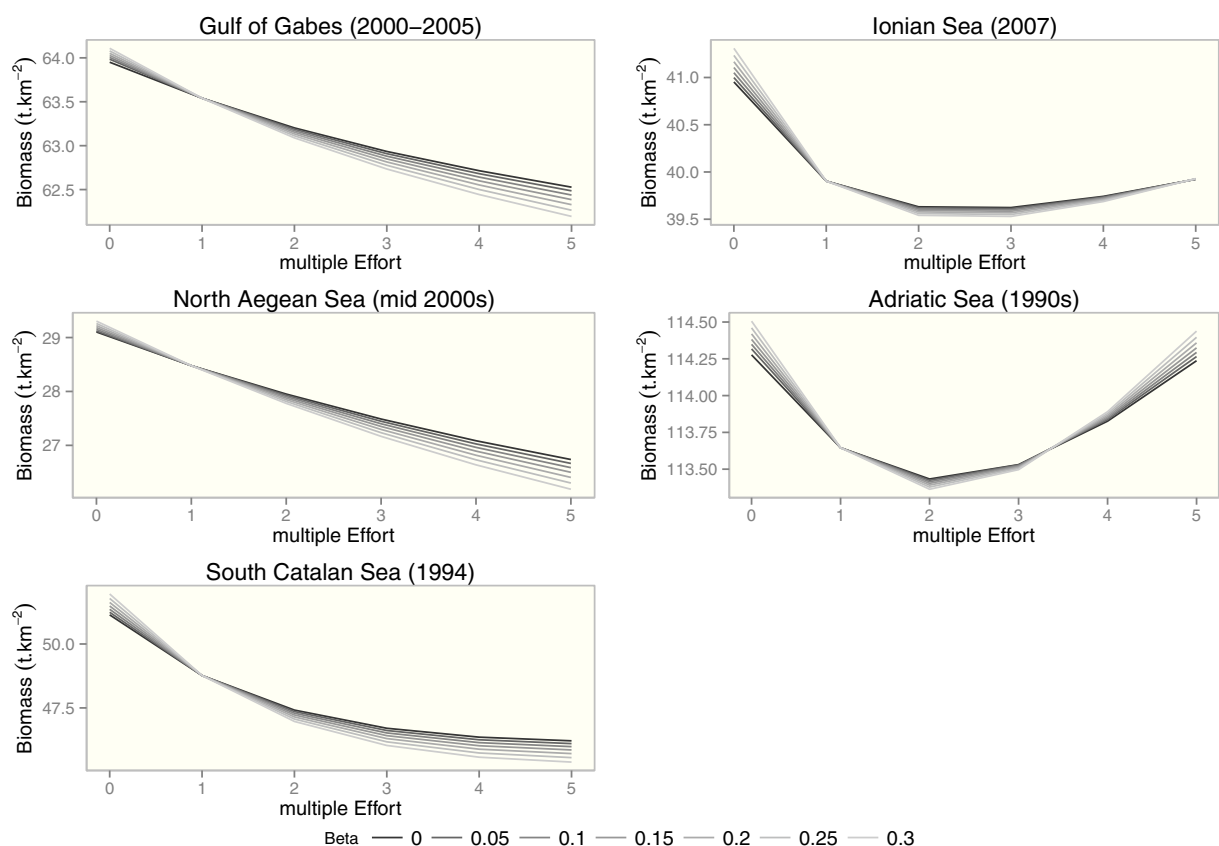 Gulf of Gabes (2000−2005)
Biomass (t.km−2)
64.0
63.5
63.0
62.5
0 1 2 3 4 5
multiple Effort
Ionian Sea (2007)
Biomass (t.km−2)
41.0
40.5
40.0
39.5
0 1 2 3 4 5
multiple Effort
North Aegean Sea (mid 2000s)
Biomass (t.km−2)
29
28
27
0 1 2 3 4 5
multiple Effort
Adriatic Sea (1990s)
Biomass (t.km−2)
114.50
114.25
114.00
113.75
113.50
0 1 2 3 4 5
multiple Effort
South Catalan Sea (1994)
Biomass (t.km−2)
50.0
47.5
0 1 2 3 4 5
multiple Effort
Beta 0 0.05 0.1 0.15 0.2 0.25 0.3